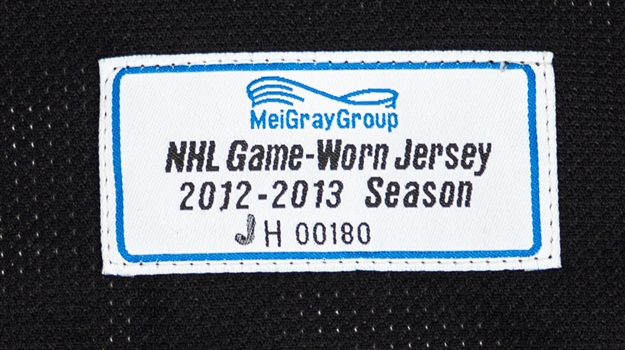 MeiGrayGroup
NHL Game-Worn Jersey
2012-2013 Season
JH 00180